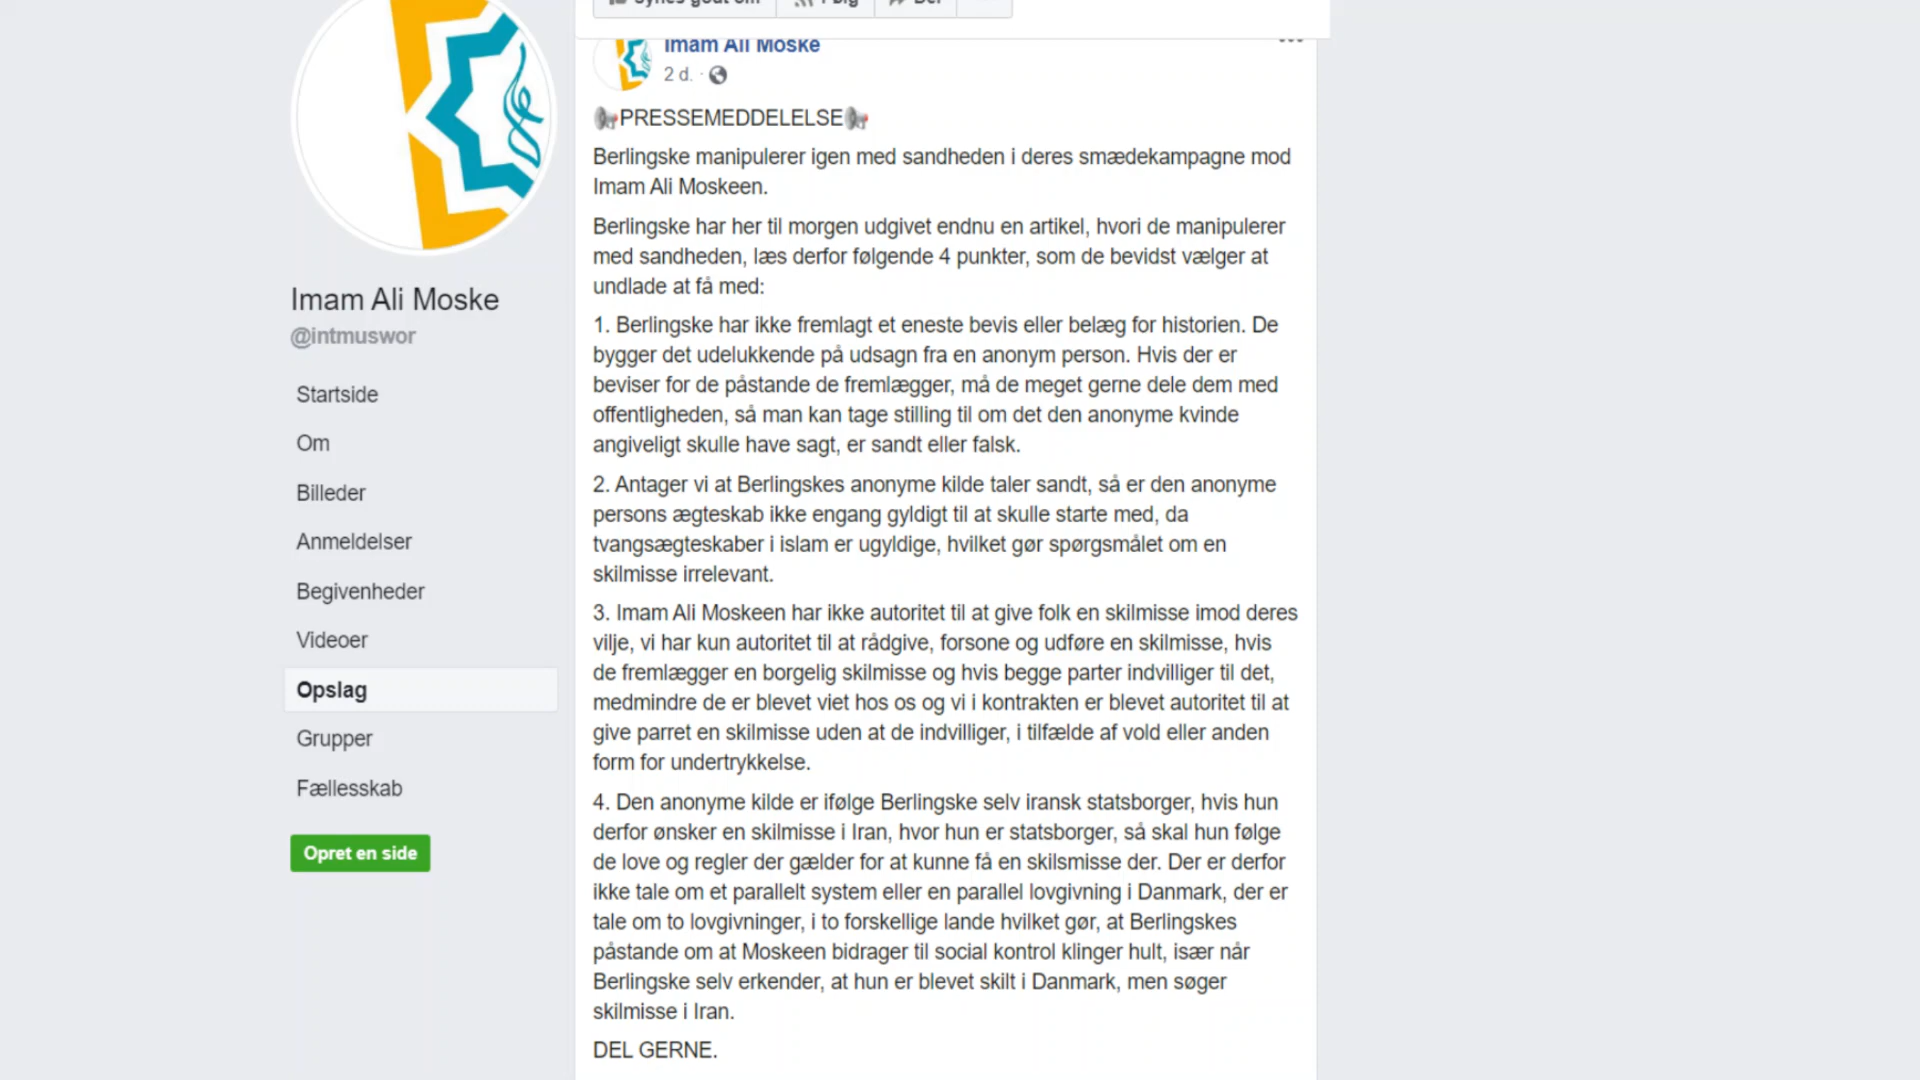 Synes godt om
Følg
Del
Imam Ali Moske
2 d.
PRESSEMEDDELELSE
Berlingske manipulerer igen med sandheden i deres smædekampagne mod
Imam Ali Moskeen.
Berlingske har her til morgen udgivet endnu en artikel, hvori de manipulerer
med sandheden, læs derfor følgende 4 punkter, som de bevidst vælger at
undlade at få med:
1. Berlingske har ikke fremlagt et eneste bevis eller belæg for historien. De
bygger det udelukkende på udsagn fra en anonym person. Hvis der er
beviser for de påstande de fremlægger, må de meget gerne dele dem med
offentligheden, så man kan tage stilling til om det den anonyme kvinde
angiveligt skulle have sagt, er sandt eller falsk.
2. Antager vi at Berlingskes anonyme kilde taler sandt, så er den anonyme
persons ægteskab ikke engang gyldigt til at skulle starte med, da
tvangsægteskaber i islam er ugyldige, hvilket gør spørgsmålet om en
skilmisse irrelevant.
3. Imam Ali Moskeen har ikke autoritet til at give folk en skilmisse imod deres
vilje, vi har kun autoritet til at rådgive, forsone og udføre en skilmisse, hvis
de fremlægger en borgelig skilmisse og hvis begge parter indvilliger til det,
medmindre de er blevet viet hos os og vi i kontrakten er blevet autoritet til at
give parret en skilmisse uden at de indvilliger, i tilfælde af vold eller anden
form for undertrykkelse.
4. Den anonyme kilde er ifølge Berlingske selv iransk statsborger, hvis hun
derfor ønsker en skilmisse i Iran, hvor hun er statsborger, så skal hun følge
de love og regler der gælder for at kunne få en skilsmisse der. Der er derfor
ikke tale om et parallelt system eller en parallel lovgivning i Danmark, der er
tale om to lovgivninger, i to forskellige lande hvilket gør, at Berlingskes
påstande om at Moskeen bidrager til social kontrol klinger hult, især når
Berlingske selv erkender, at hun er blevet skilt i Danmark, men søger
skilmisse i Iran.
DEL GERNE.
Imam Ali Moske
@intmuswor
Startside
Om
Billeder
Anmeldelser
Begivenheder
Videoer
Opslag
Grupper
Fællesskab
Opret en side